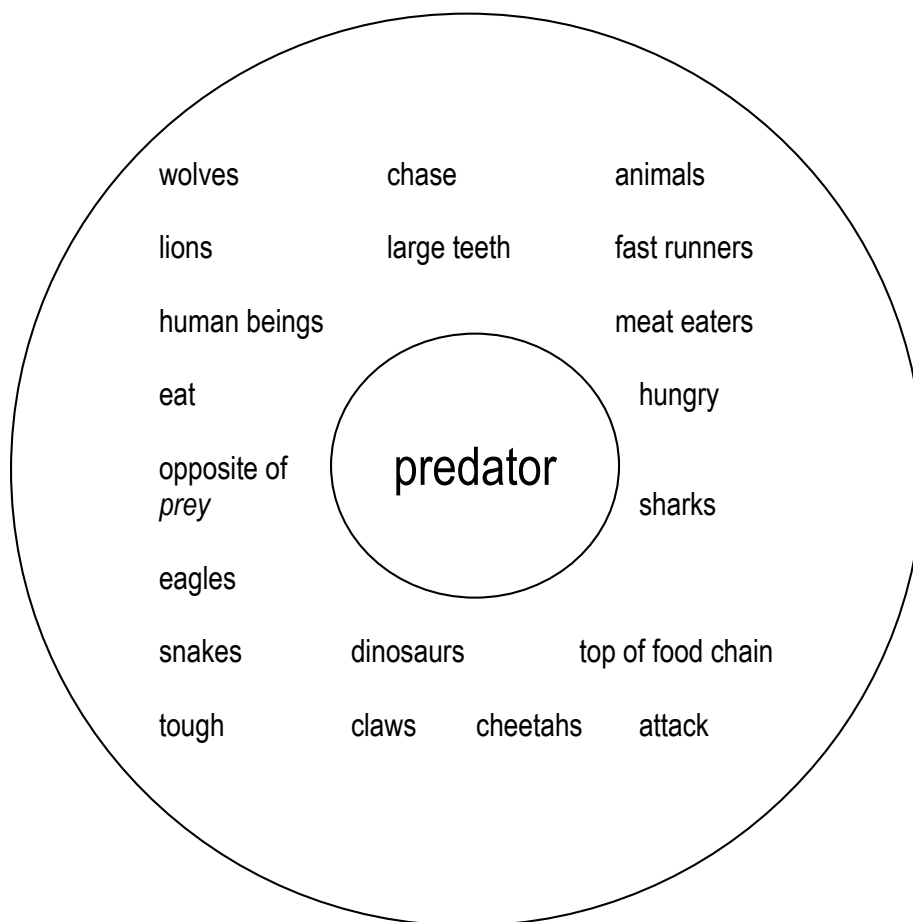 wolves chase animals
lions large teeth fast runners
human beings meat eaters
eat hungry
predator
opposite of
prey sharks
eagles
snakes dinosaurs top of food chain
tough claws cheetahs attack